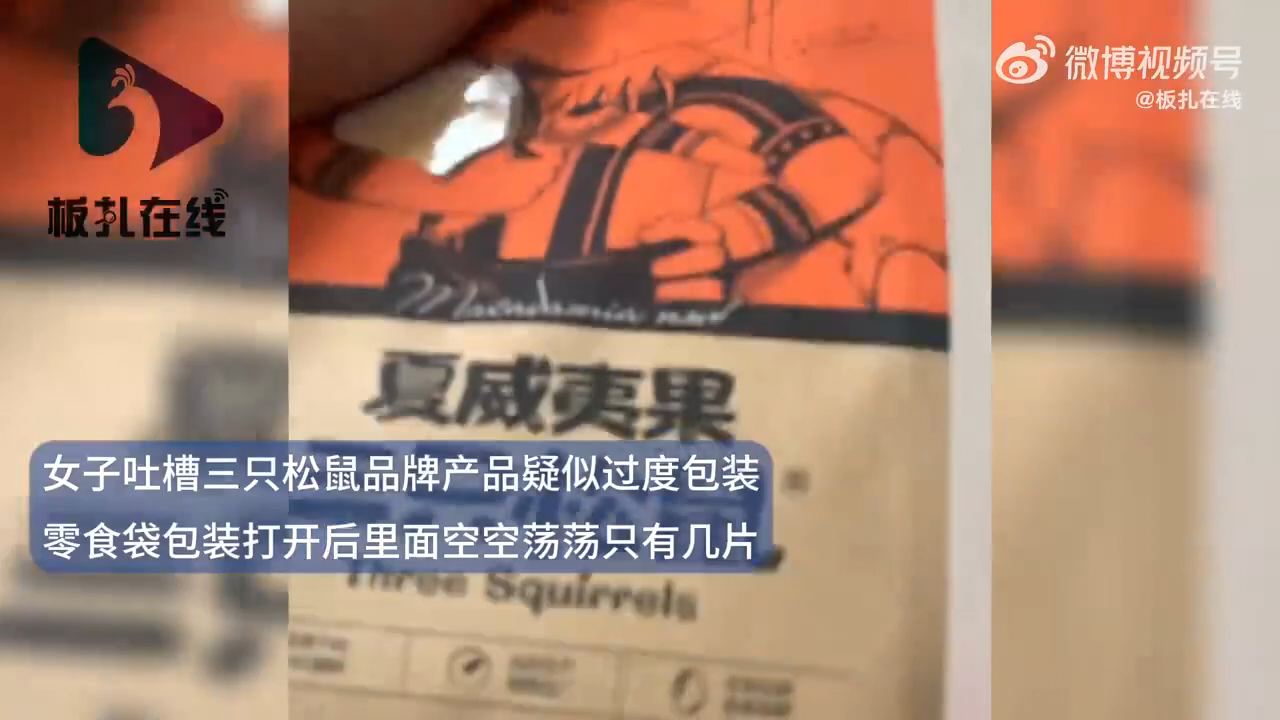 微博视频号
@板扎在线
板扎在线
Macadamia nut
夏威夷果
女子吐槽三只松鼠品牌产品疑似过度包装
零食袋包装打开后里面空空荡荡只有几片
Three Squirrels